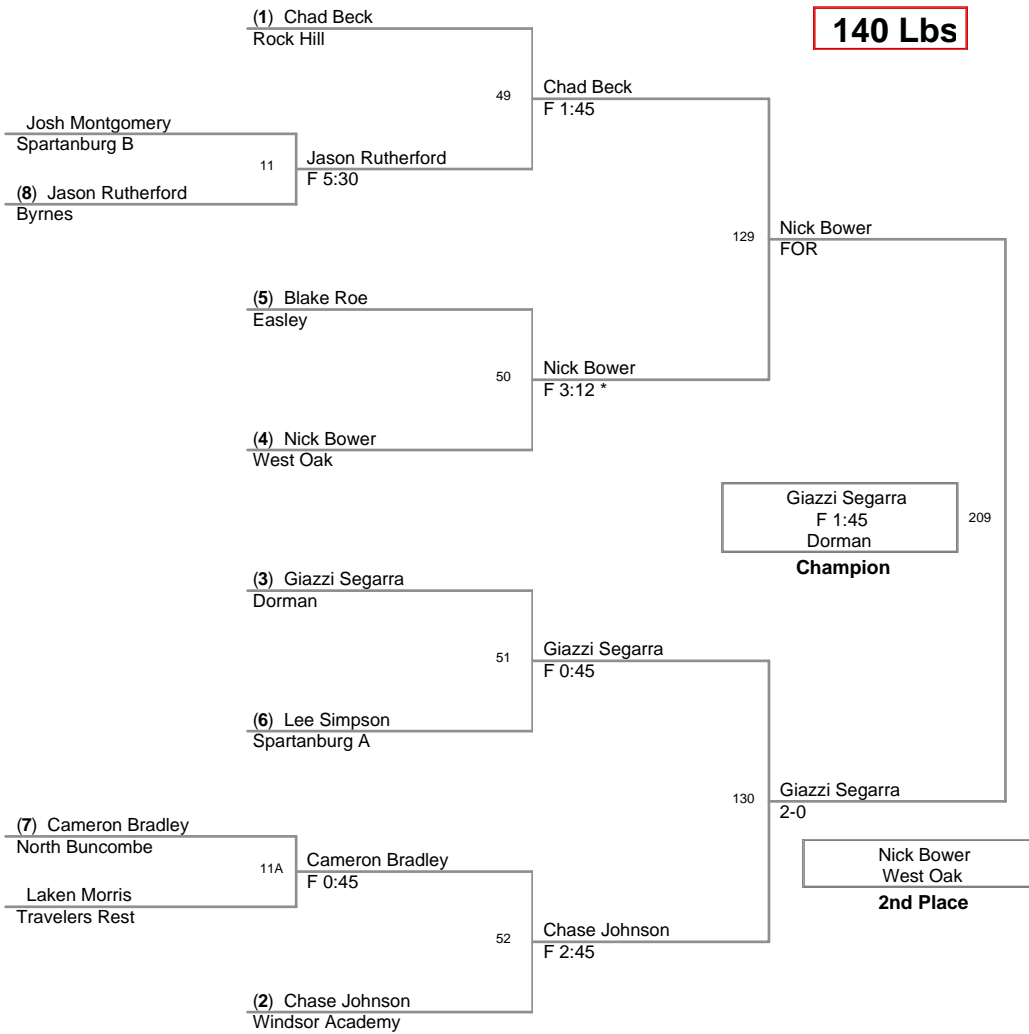 (1) Chad Beck
Rock Hill
140 Lbs
49
Chad Beck
F 1:45
Josh Montgomery
Spartanburg B
11
Jason Rutherford
F 5:30
(8) Jason Rutherford
Byrnes
129
Nick Bower
FOR
(5) Blake Roe
Easley
50
Nick Bower
F 3:12 *
(4) Nick Bower
West Oak
Giazzi Segarra
F 1:45
Dorman
209
Champion
(3) Giazzi Segarra
Dorman
51
Giazzi Segarra
F 0:45
(6) Lee Simpson
Spartanburg A
130
Giazzi Segarra
2-0
(7) Cameron Bradley
North Buncombe
11A
Cameron Bradley
F 0:45
Laken Morris
Travelers Rest
Nick Bower
West Oak
2nd Place
52
Chase Johnson
F 2:45
(2) Chase Johnson
Windsor Academy